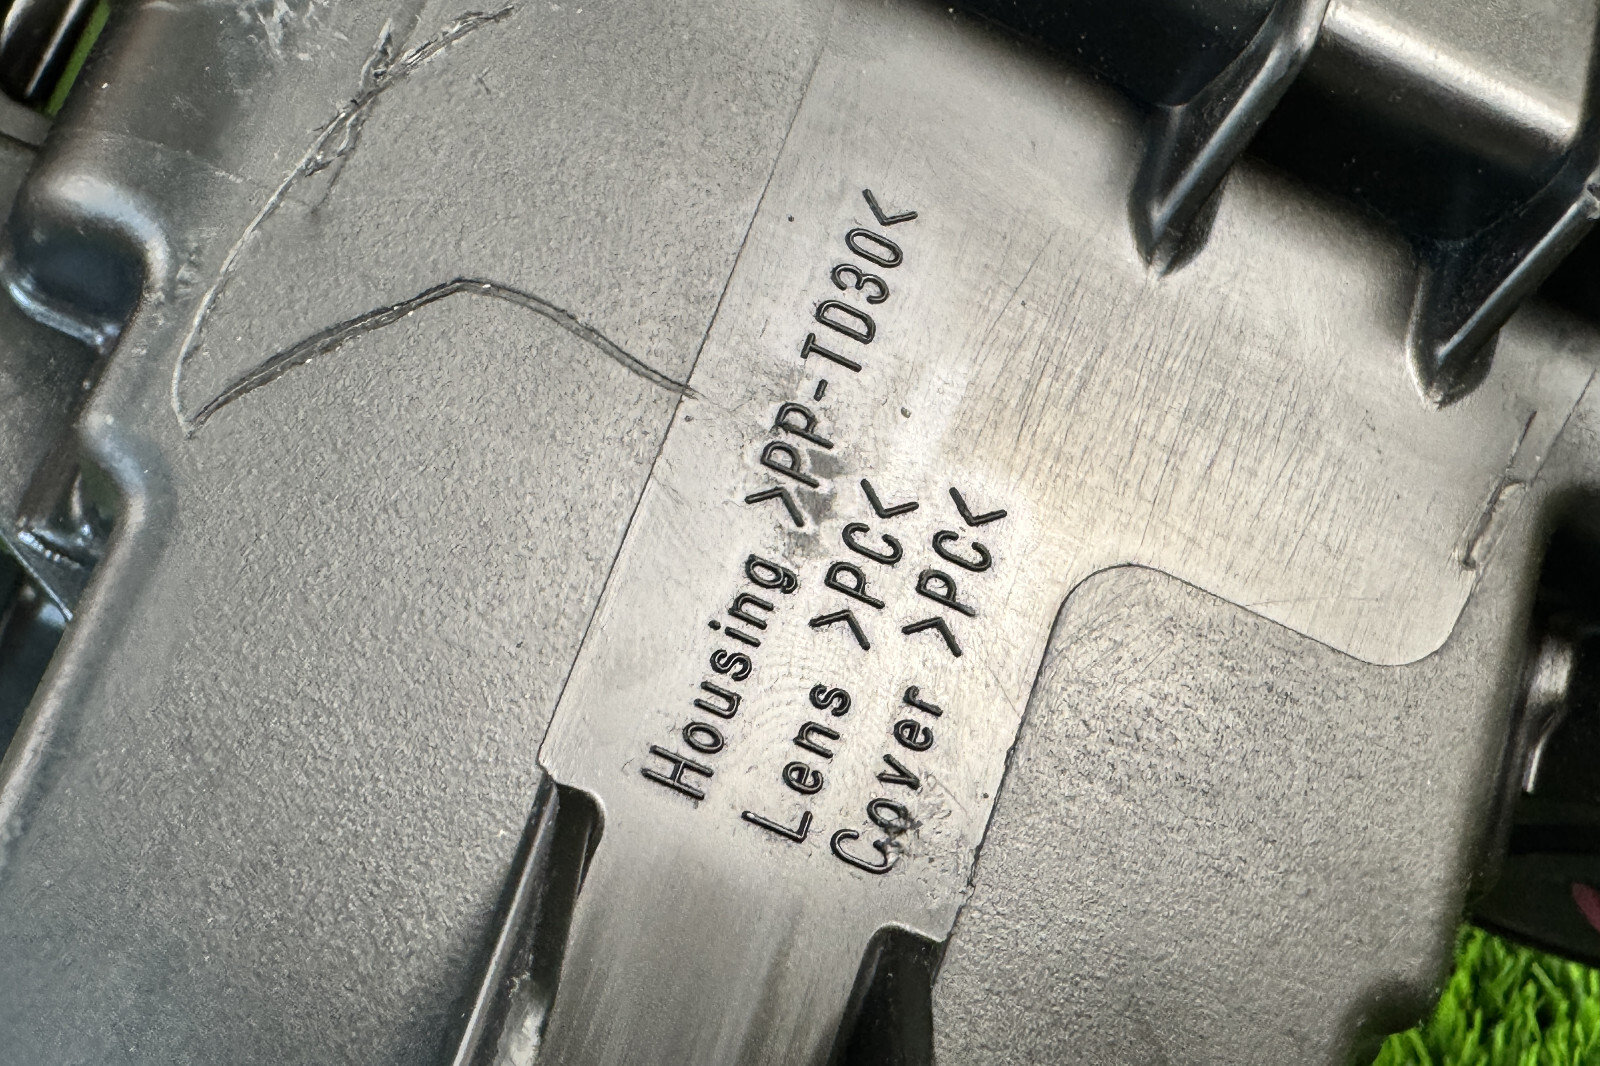 Housing >PP-TD30<
Lens >PC<
Cover >PC<